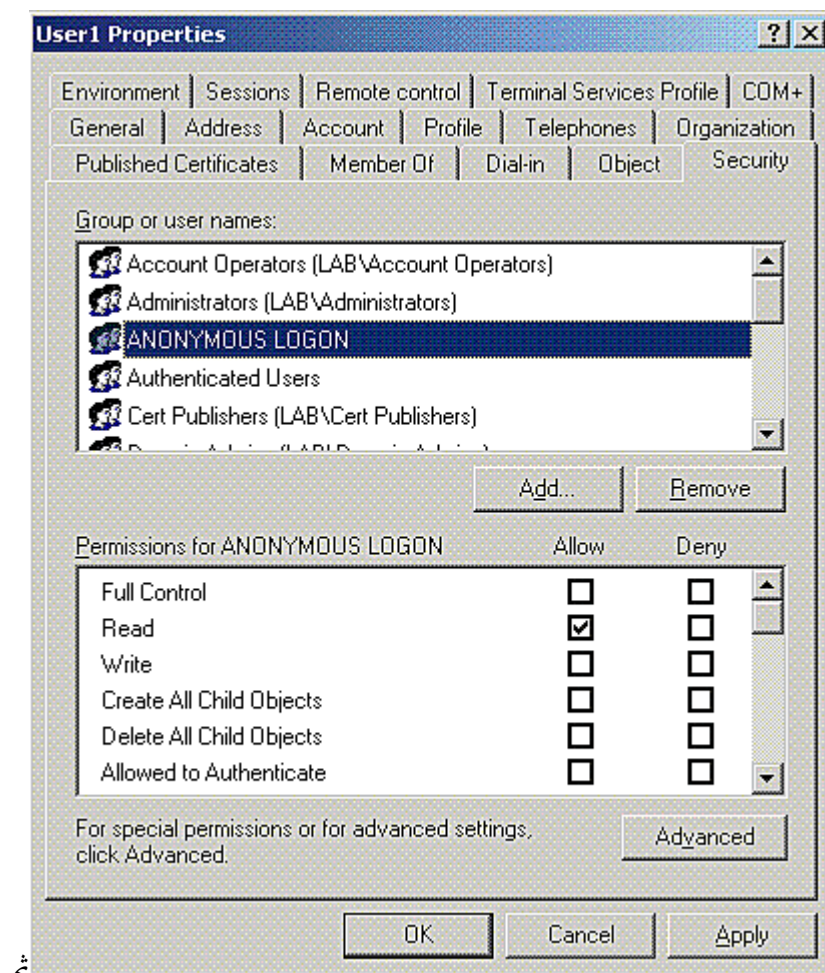 User1 Properties
Environment Sessions Remote control Terminal Services Profile COM+
General Address Account Profile Telephones Organization
Published Certificates Member Of Dial-in Object Security
Group or user names:
Account Operators (LAB\Account Operators)
Administrators (LAB\Administrators)
ANONYMOUS LOGON
Authenticated Users
Cert Publishers (LAB\Cert Publishers)
Add... Remove
Permissions for ANONYMOUS LOGON Allow Deny
Full Control
Read
Write
Create All Child Objects
Delete All Child Objects
Allowed to Authenticate
For special permissions or for advanced settings,
click Advanced.
Advanced
OK Cancel Apply